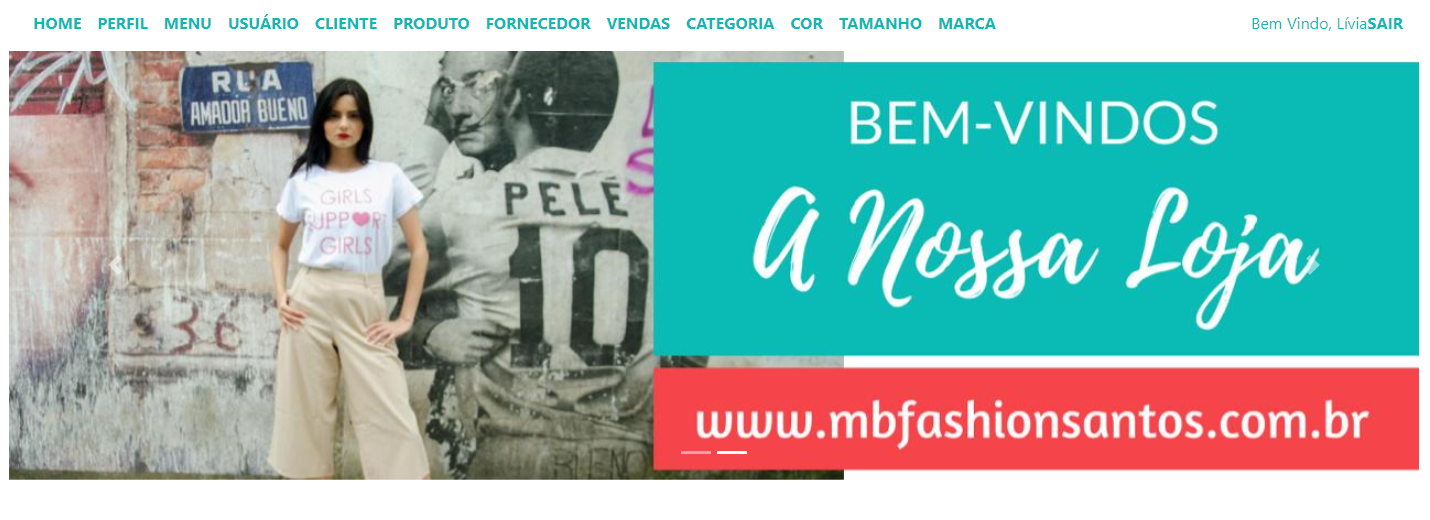 HOME PERFIL MENU USUÁRIO CLIENTE PRODUTO FORNECEDOR VENDAS CATEGORIA COR TAMANHO MARCA Bem Vindo, LíviaSAIR
RUA
AMADOR BUENO
GIRLS
SUPPORT
GIRLS
PELÉ
10
36
BUENO
BEM-VINDOS
A Nossa Loja
www.mbfashionsantos.com.br